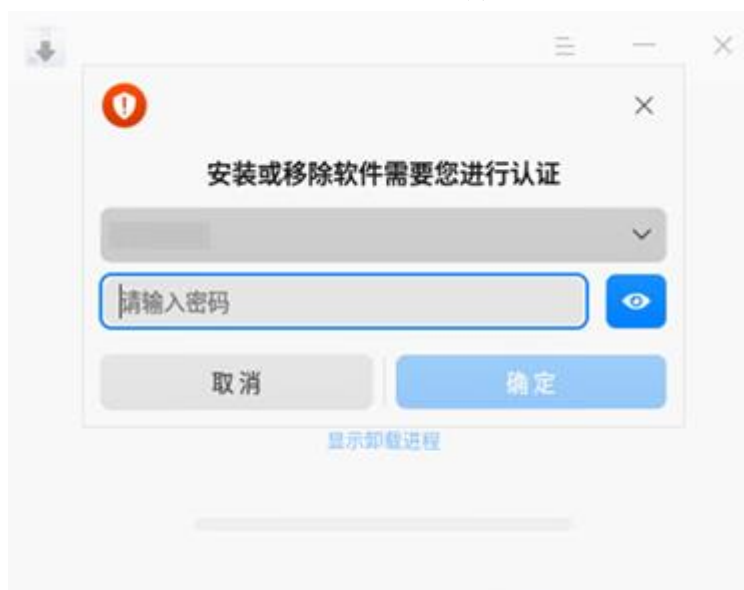 安装或移除软件需要您进行认证
请输入密码
取消
确定
显示卸载进程